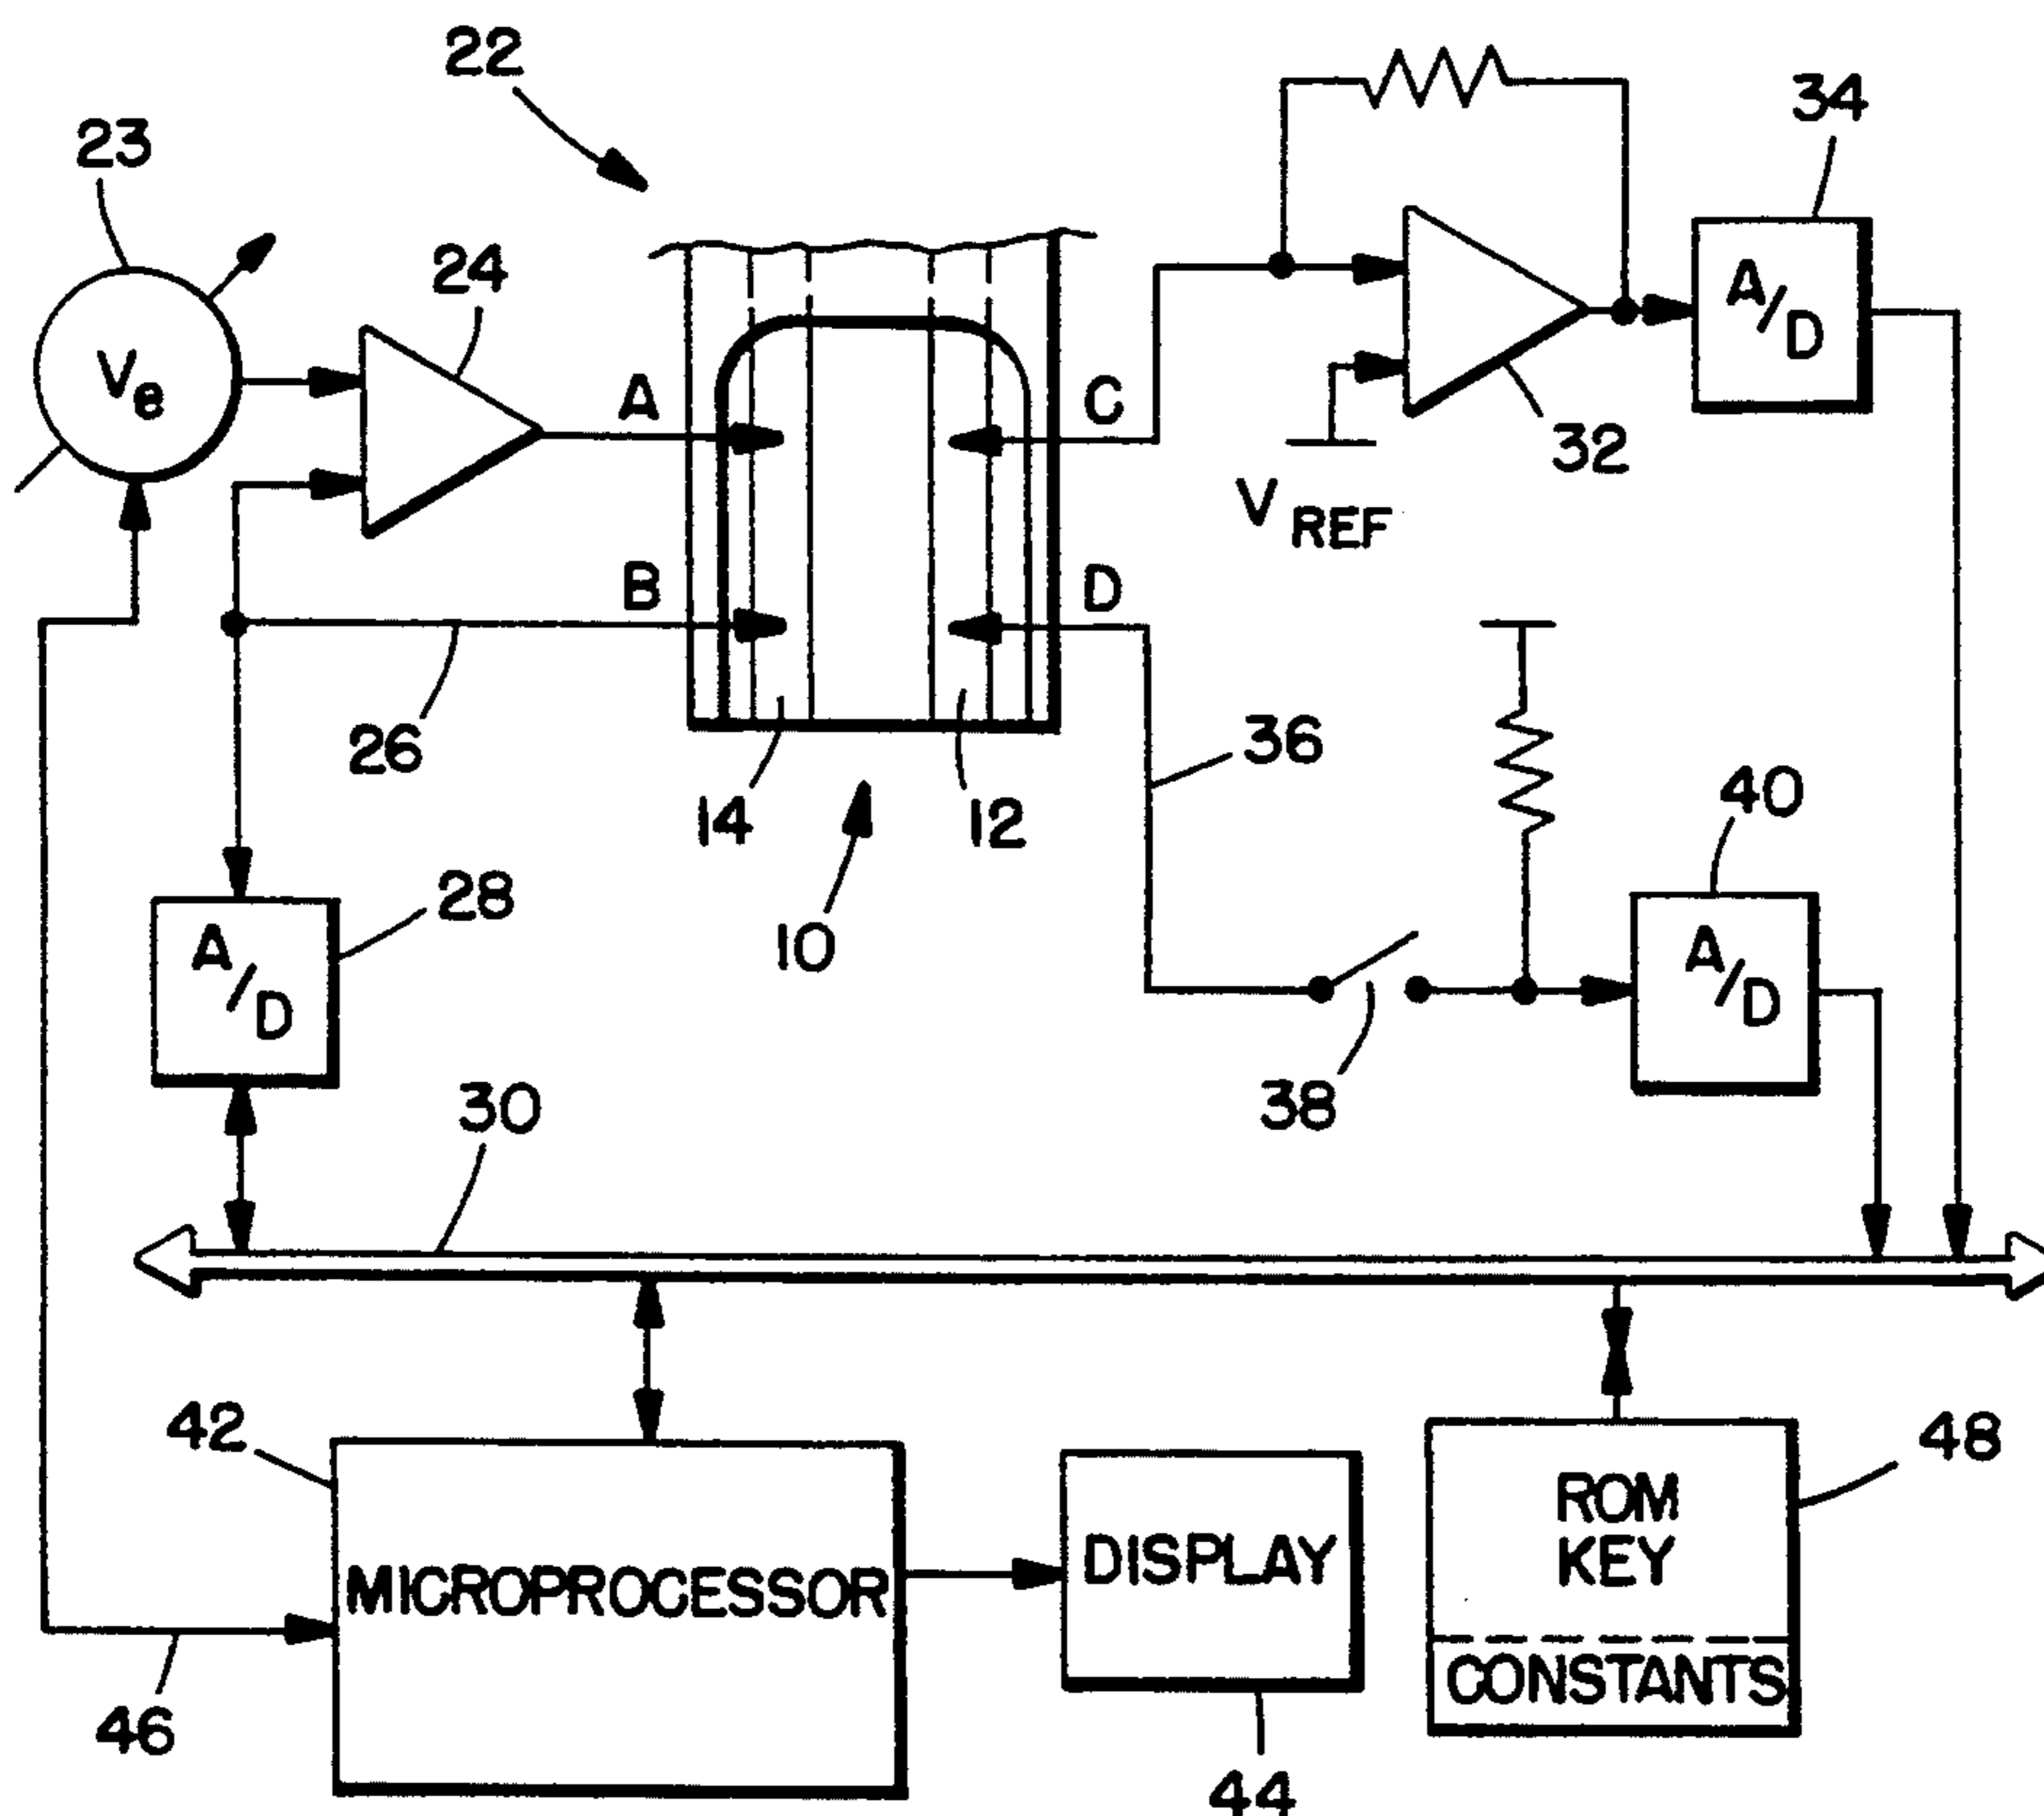 22
23
34
24
A/D
Ve
A
C
32
VREF
B
D
26
36
14
12
40
28
10
A/D
A/D
38
30
42
48
ROM
KEY
DISPLAY
MICROPROCESSOR
CONSTANTS
46
44